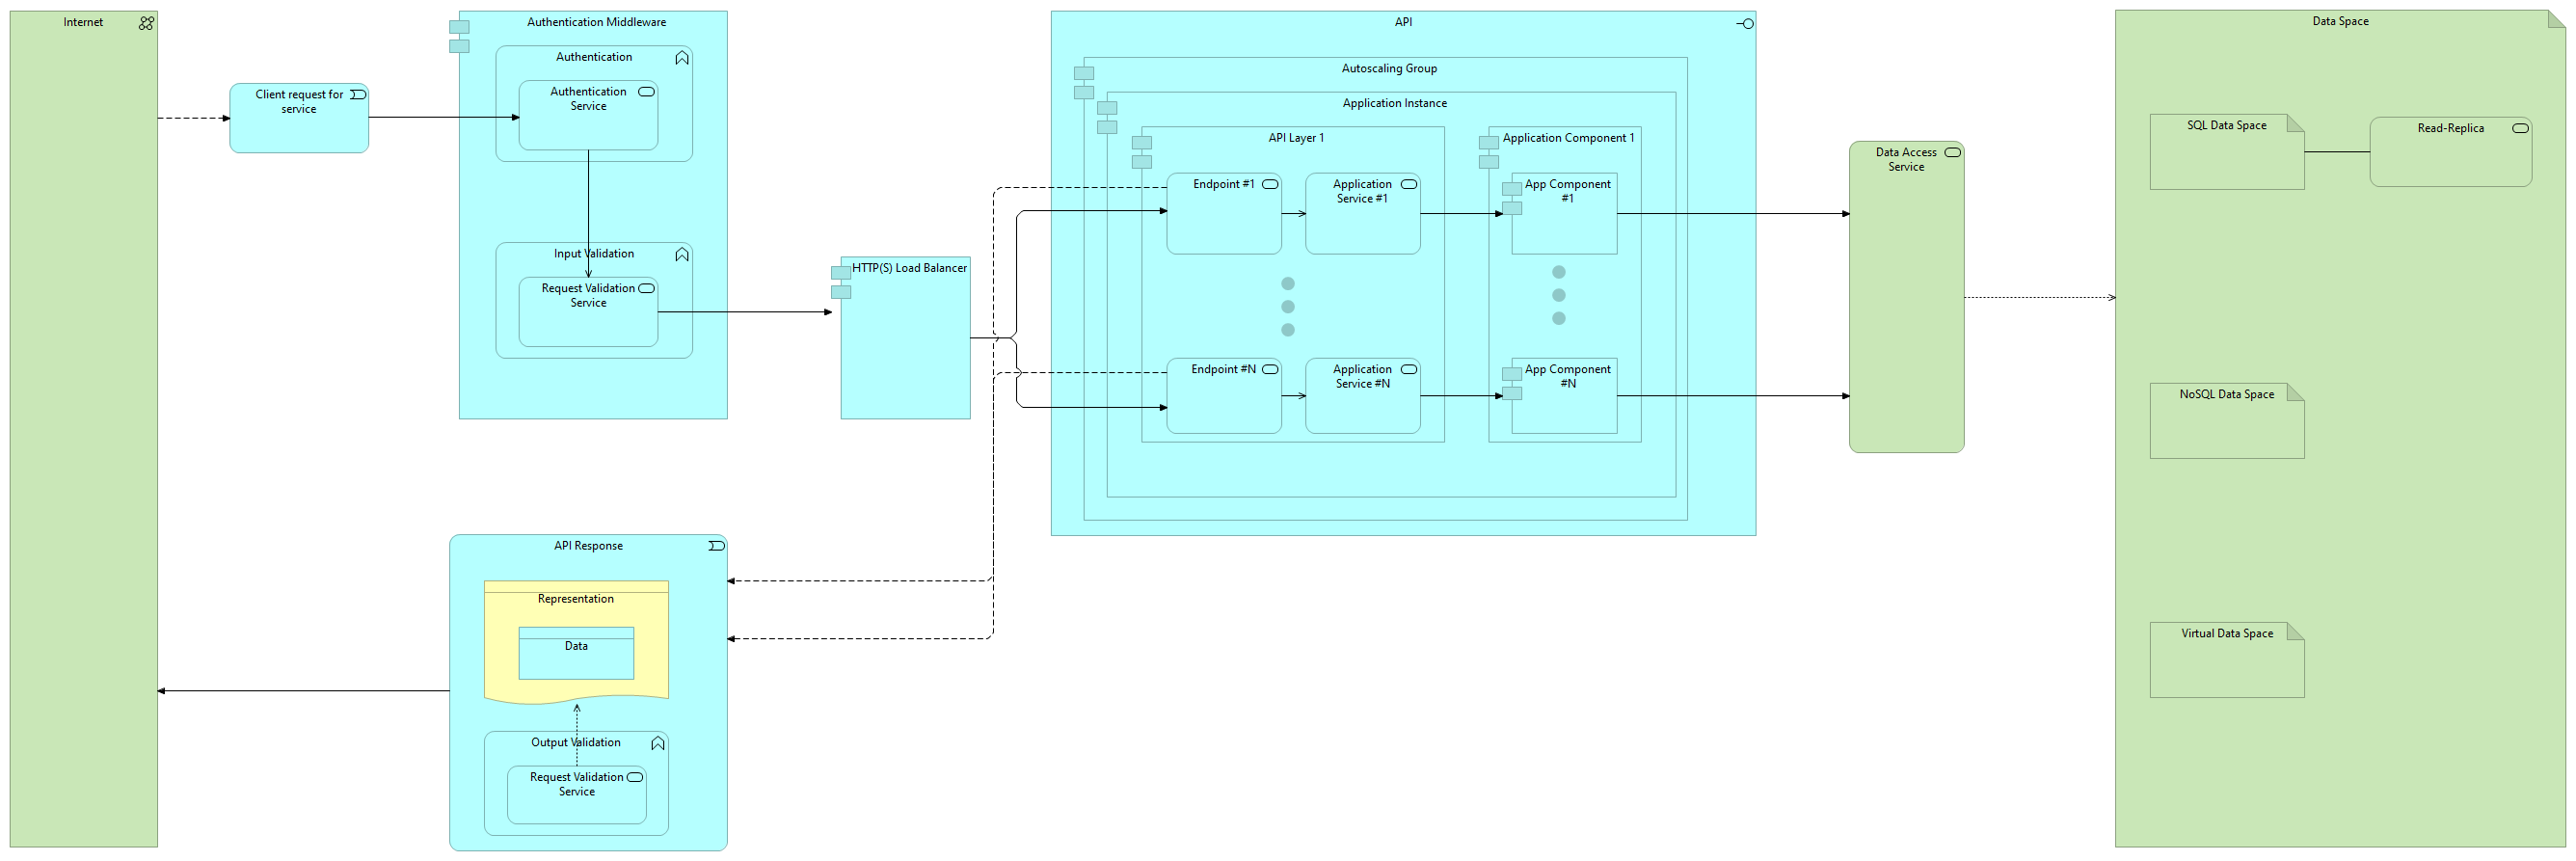 Internet
Client request for
service
Authentication Middleware
Authentication
Authentication
Service
Input Validation
Request Validation
Service
HTTP(S) Load Balancer
API
Autoscaling Group
Application Instance
API Layer 1
Endpoint #1
Application
Service #1
Endpoint #N
Application
Service #N
Application Component 1
App Component
#1
App Component
#N
Data Access
Service
Data Space
SQL Data Space
Read-Replica
NoSQL Data Space
Virtual Data Space
API Response
Representation
Data
Output Validation
Request Validation
Service